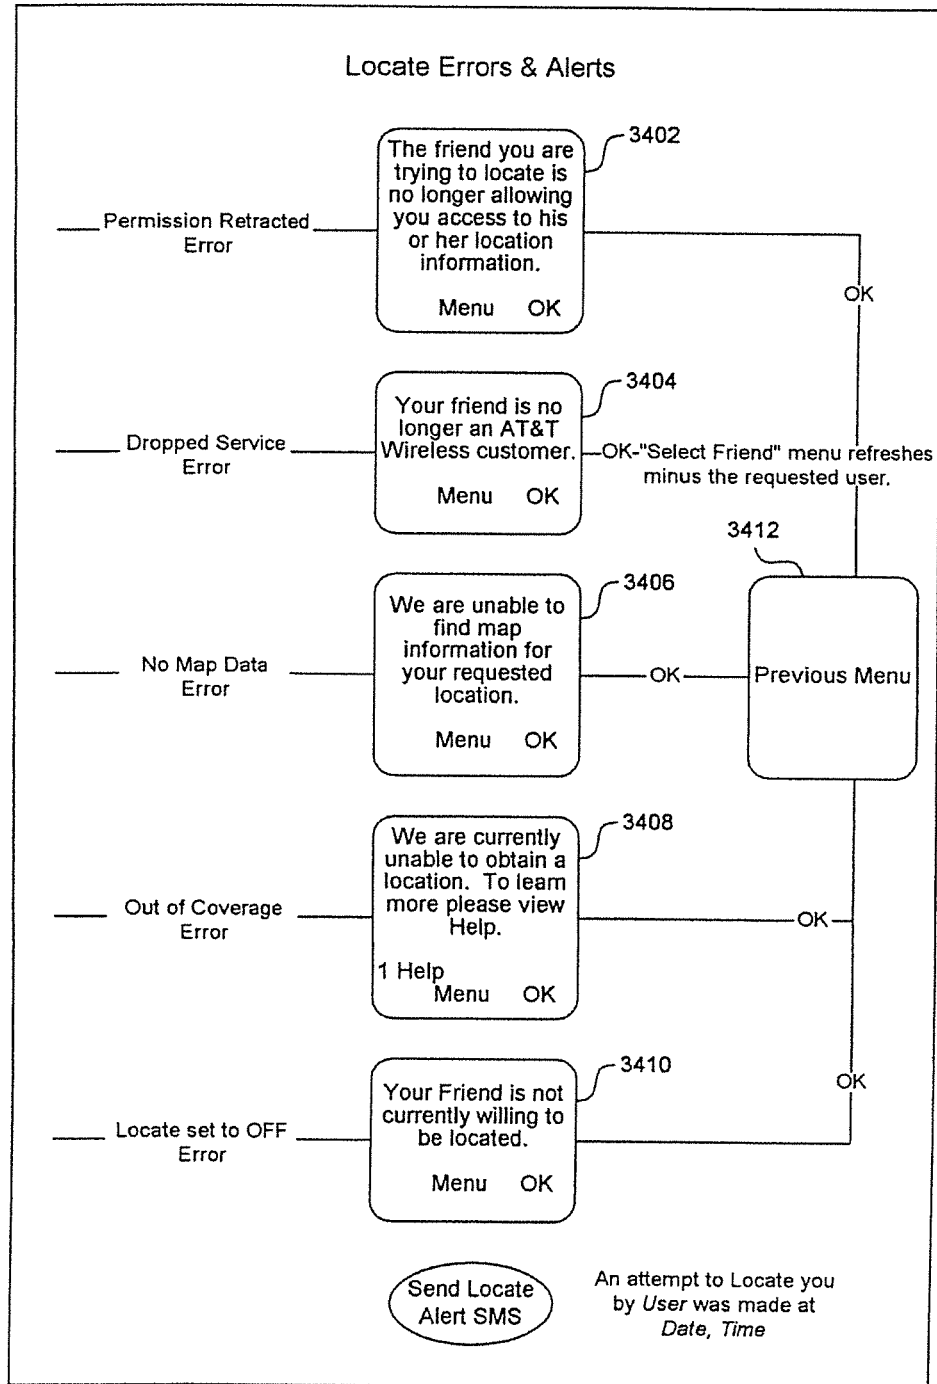 Locate Errors & Alerts
3402
The friend you are
trying to locate is
no longer allowing
you access to his
or her location
information.
Menu OK
Permission Retracted
Error
OK
3404
Your friend is no
longer an AT&T
Wireless customer.
Menu OK
Dropped Service
Error
OK-"Select Friend" menu refreshes
minus the requested user.
3412
Previous Menu
3406
We are unable to
find map
information for
your requested
location.
Menu OK
No Map Data
Error
OK
3408
We are currently
unable to obtain a
location. To learn
more please view
Help.
1 Help
Menu OK
Out of Coverage
Error
OK
3410
Your Friend is not
currently willing to
be located.
Menu OK
Locate set to OFF
Error
OK
Send Locate
Alert SMS
An attempt to Locate you
by User was made at
Date, Time